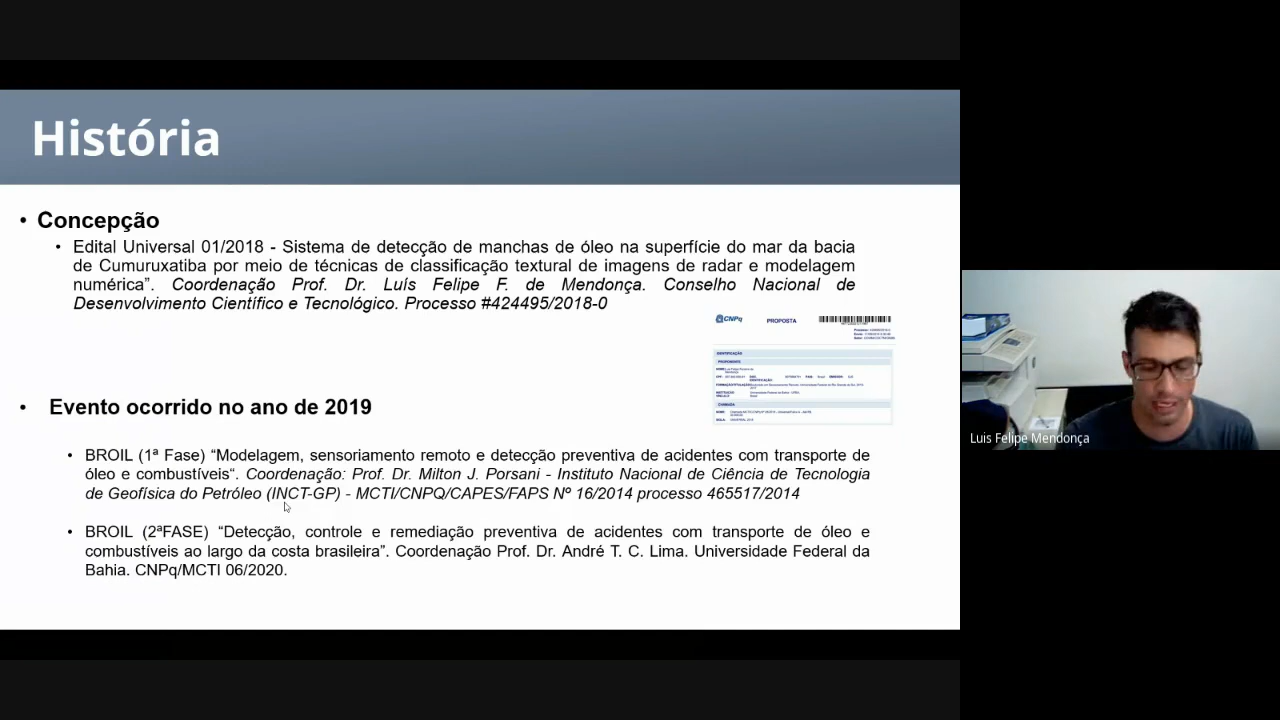 História
• Concepção
• Edital Universal 01/2018 - Sistema de detecção de manchas de óleo na superfície do mar da bacia
de Cumuruxatiba por meio de técnicas de classificação textural de imagens de radar e modelagem
numérica”. Coordenação Prof. Dr. Luís Felipe F. de Mendonça. Conselho Nacional de
Desenvolvimento Científico e Tecnológico. Processo #424495/2018-0
CNPq PROPOSTA
IDENTIFICAÇÃO
PROPONENTE
CHAMADA
• Evento ocorrido no ano de 2019
• BROIL (1ª Fase) “Modelagem, sensoriamento remoto e detecção preventiva de acidentes com transporte de
óleo e combustíveis“. Coordenação: Prof. Dr. Milton J. Porsani - Instituto Nacional de Ciência de Tecnologia
de Geofísica do Petróleo (INCT-GP) - MCTI/CNPQ/CAPES/FAPS Nº 16/2014 processo 465517/2014
• BROIL (2ªFASE) “Detecção, controle e remediação preventiva de acidentes com transporte de óleo e
combustíveis ao largo da costa brasileira”. Coordenação Prof. Dr. André T. C. Lima. Universidade Federal da
Bahia. CNPq/MCTI 06/2020.
Luis Felipe Mendonça